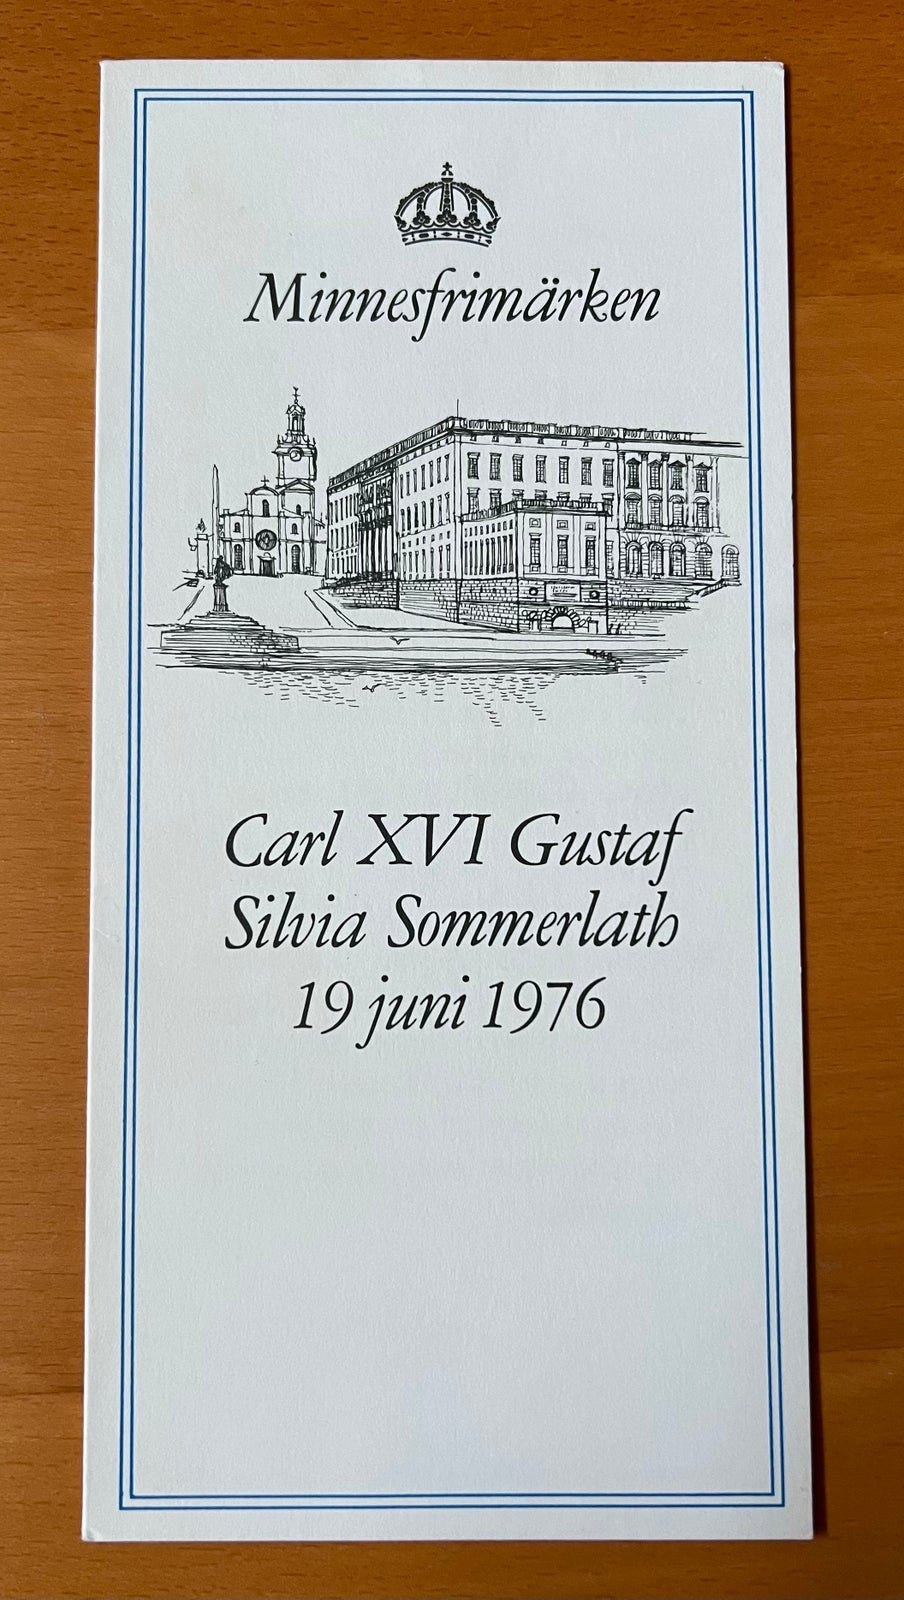 Minnesfrimärken
Carl XVI Gustaf
Silvia Sommerlath
19 juni 1976